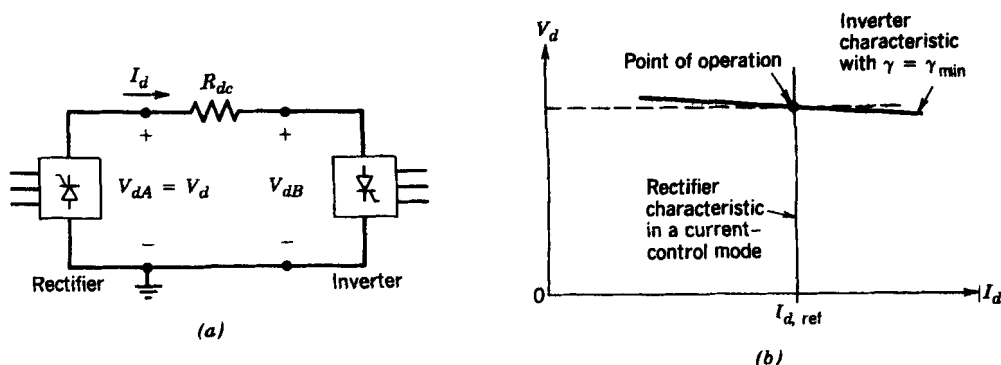 I_d
R_dc
+
+
V_dA = V_d
V_dB
−
−
Rectifier
Inverter
(a)
V_d
Inverter
characteristic
with γ = γ_min
Point of operation
Rectifier
characteristic
in a current-
control mode
0
I_d, ref
I_d
(b)